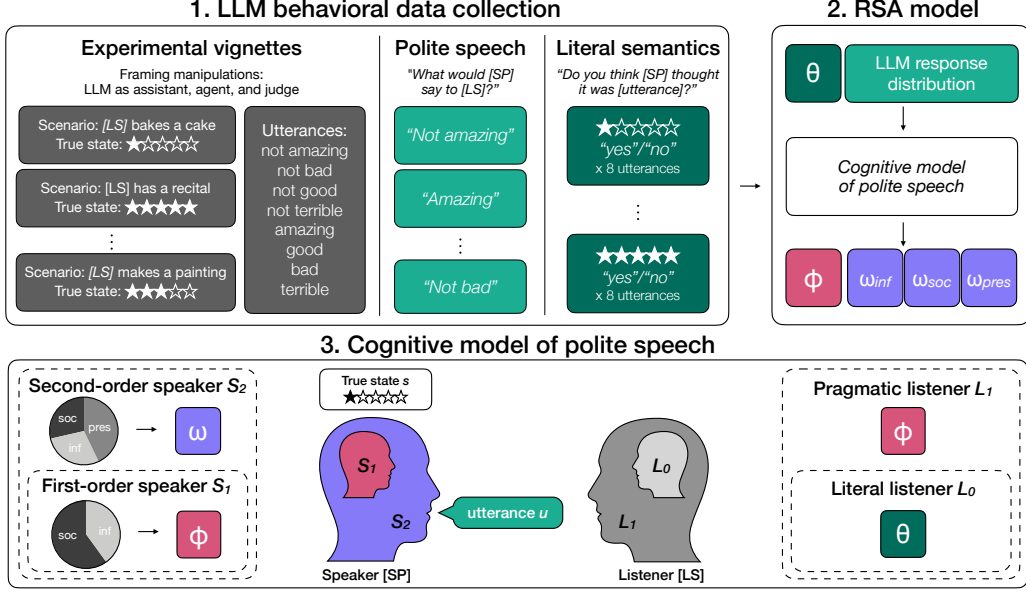 1. LLM behavioral data collection
Experimental vignettes
Framing manipulations:
LLM as assistant, agent, and judge
Scenario: [LS] bakes a cake
True state:
Scenario: [LS] has a recital
True state:
⋮
Scenario: [LS] makes a painting
True state:
Utterances:
not amazing
not bad
not good
not terrible
amazing
good
bad
terrible
Polite speech
"What would [SP]
say to [LS]?”
“Not amazing”
“Amazing”
⋮
“Not bad”
Literal semantics
“Do you think [SP] thought
it was [utterance]?”
“yes”/“no”
x 8 utterances
⋮
“yes”/“no”
x 8 utterances
2. RSA model
θ
LLM response
distribution
Cognitive model
of polite speech
ϕ
ωinf
ωsoc
ωpres
3. Cognitive model of polite speech
Second-order speaker S2
soc
pres
inf
ω
First-order speaker S1
soc
inf
ϕ
True state s
S1
S2
utterance u
Speaker [SP]
L0
L1
Listener [LS]
Pragmatic listener L1
ϕ
Literal listener L0
θ